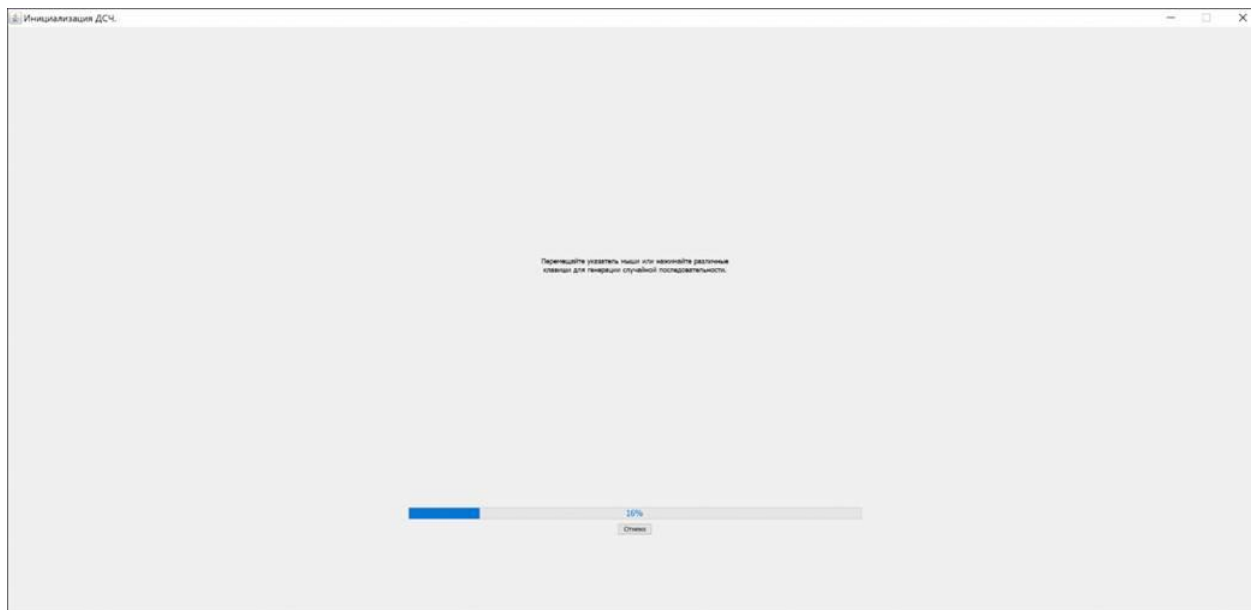 Инициализация ДСЧ.
Перемещайте указатель мыши или нажимайте различные
клавиши для генерации случайной последовательности.
16%
Отмена